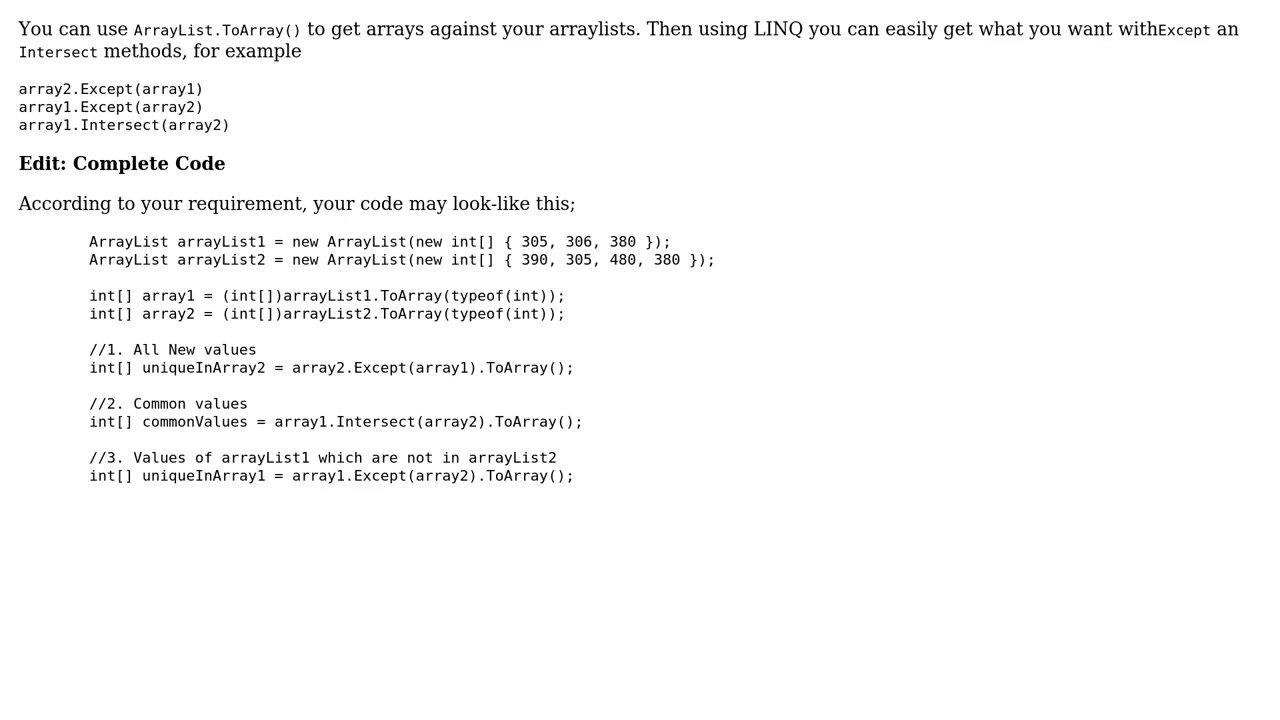 You can use ArrayList.ToArray() to get arrays against your arraylists. Then using LINQ you can easily get what you want withExcept an
Intersect methods, for example
array2.Except(array1)
array1.Except(array2)
array1.Intersect(array2)
Edit: Complete Code
According to your requirement, your code may look-like this;
ArrayList arrayList1 = new ArrayList(new int[] { 305, 306, 380 });
ArrayList arrayList2 = new ArrayList(new int[] { 390, 305, 480, 380 });
int[] array1 = (int[])arrayList1.ToArray(typeof(int));
int[] array2 = (int[])arrayList2.ToArray(typeof(int));
//1. All New values
int[] uniqueInArray2 = array2.Except(array1).ToArray();
//2. Common values
int[] commonValues = array1.Intersect(array2).ToArray();
//3. Values of arrayList1 which are not in arrayList2
int[] uniqueInArray1 = array1.Except(array2).ToArray();